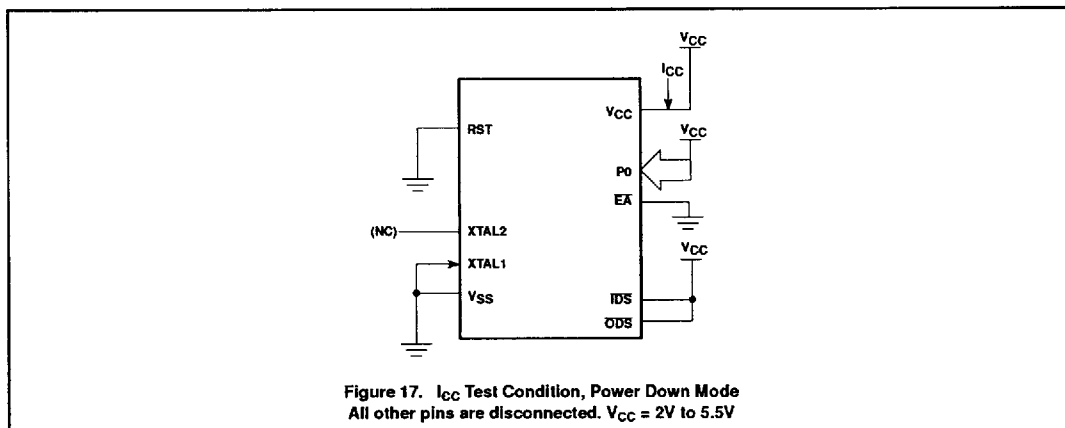 VCC
ICC
VCC
RST
VCC
P0
EA
(NC)
XTAL2
VCC
XTAL1
VSS
IDS
ODS
Figure 17. ICC Test Condition, Power Down Mode
All other pins are disconnected. VCC = 2V to 5.5V